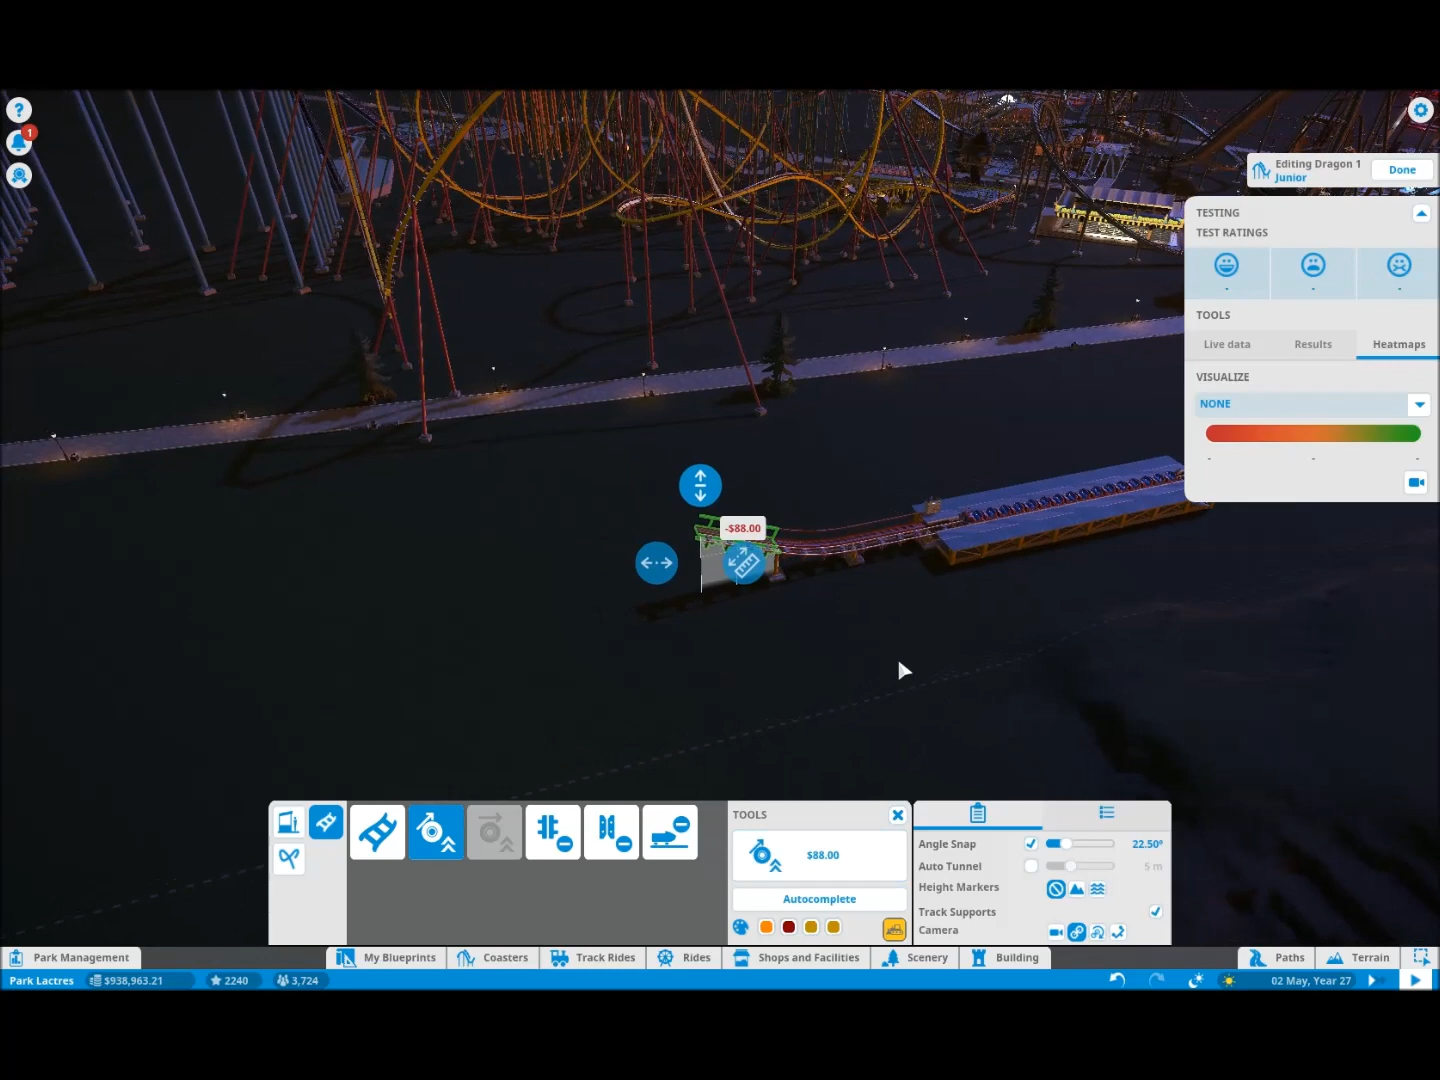 ?
1
Editing Dragon 1
Junior
Done
TESTING
TEST RATINGS
-
-
-
TOOLS
Live data
Results
Heatmaps
VISUALIZE
NONE
-
-
-
-$88.00
TOOLS
$88.00
Autocomplete
Angle Snap
22.50°
Auto Tunnel
5 m
Height Markers
Track Supports
Camera
Park Management
My Blueprints
Coasters
Track Rides
Rides
Shops and Facilities
Scenery
Building
Paths
Terrain
Park Lactres
$938,963.21
2240
3,724
02 May, Year 27